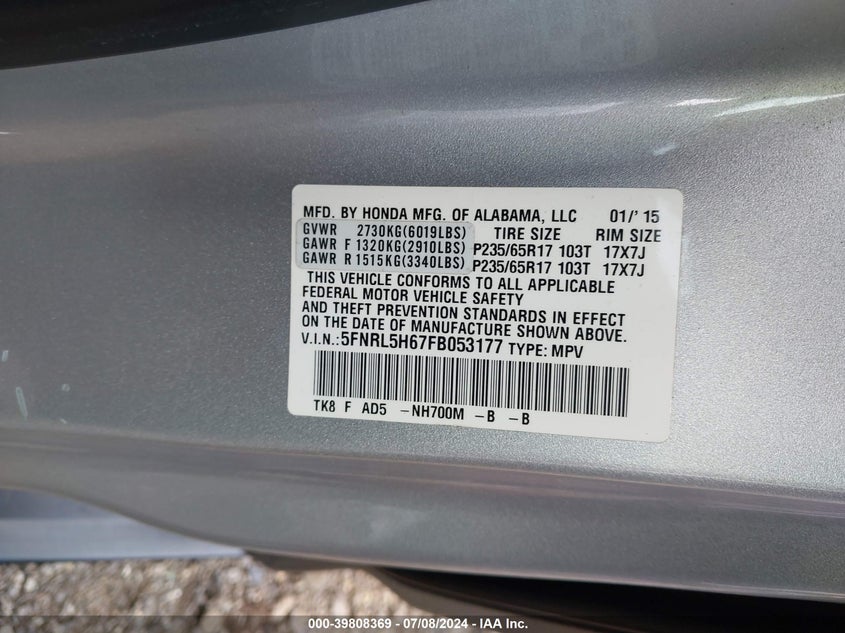 MFD. BY HONDA MFG. OF ALABAMA, LLC 01/'15
GVWR 2730KG(6019LBS) TIRE SIZE RIM SIZE
GAWR F 1320KG(2910LBS) P235/65R17 103T 17X7J
GAWR R 1515KG(3340LBS) P235/65R17 103T 17X7J
THIS VEHICLE CONFORMS TO ALL APPLICABLE
FEDERAL MOTOR VEHICLE SAFETY
AND THEFT PREVENTION STANDARDS IN EFFECT
ON THE DATE OF MANUFACTURE SHOWN ABOVE.
V.I.N.:5FNRL5H67FB053177 TYPE: MPV
TK8 F AD5 -NH700M -B -B
000-39808369 - 07/08/2024 - IAA Inc.